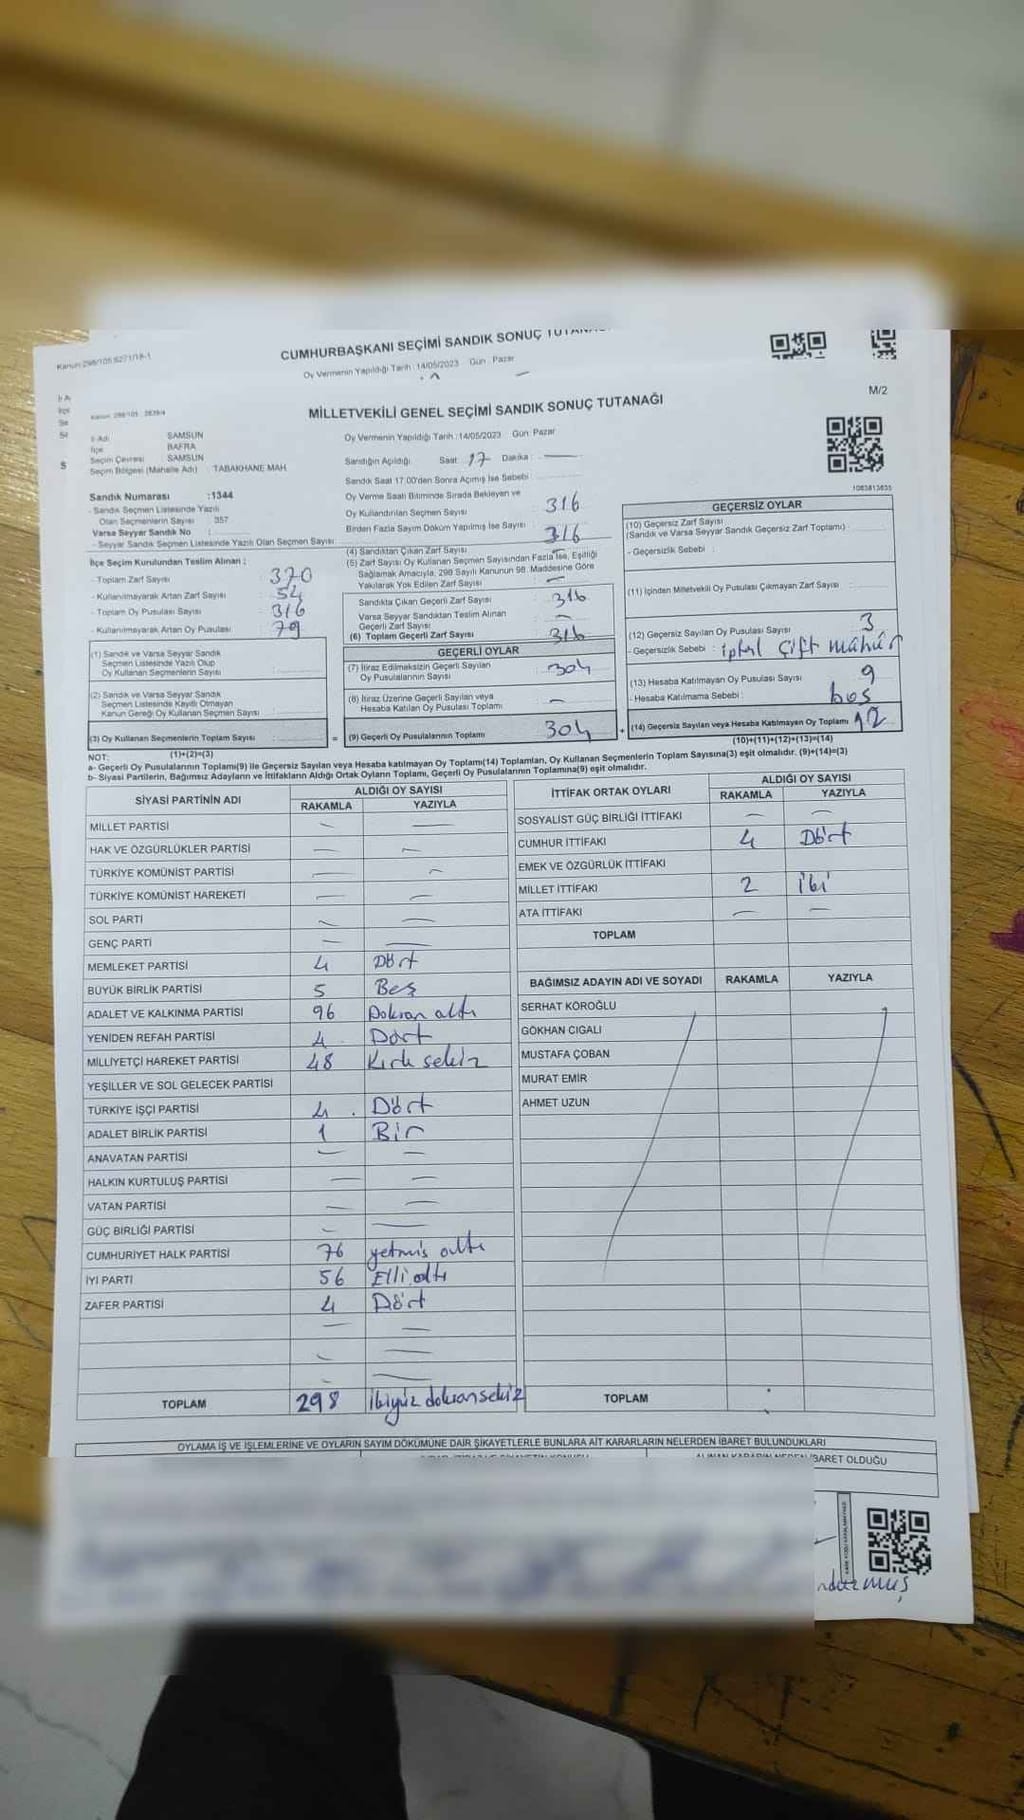 Kanun:298/105 6271/18-1
CUMHURBAŞKANI SEÇİMİ SANDIK SONUÇ TUTANAĞI
Oy Vermenin Yapıldığı Tarih :14/05/2023 Gün : Pazar
M/2
MİLLETVEKİLİ GENEL SEÇİMİ SANDIK SONUÇ TUTANAĞI
İl Adı SAMSUN
İlçe BAFRA
Seçim Çevresi SAMSUN
Seçim Bölgesi (Mahalle Adı) : TABAKHANE MAH
Sandık Numarası :1344
- Sandık Seçmen Listesinde Yazılı
Olan Seçmenlerin Sayısı : 357
Varsa Seyyar Sandık No
- Seyyar Sandık Seçmen Listesinde Yazılı Olan Seçmen Sayısı
İlçe Seçim Kurulundan Teslim Alınan :
- Toplam Zarf Sayısı 370
- Kullanılmayarak Artan Zarf Sayısı : 54
- Toplam Oy Pusulası Sayısı 316
- Kullanılmayarak Artan Oy Pusulası : 79
(1) Sandık ve Varsa Seyyar Sandık
Seçmen Listesinde Yazılı Olup
Oy Kullanan Seçmenlerin Sayısı
(2) Sandık ve Varsa Seyyar Sandık
Seçmen Listesinde Kayıtlı Olmayan
Kanun Gereği Oy Kullanan Seçmen Sayısı
(3) Oy Kullanan Seçmenlerin Toplam Sayısı
Oy Vermenin Yapıldığı Tarih :14/05/2023 Gün: Pazar
Sandığın Açıldığı Saat: 17 Dakika : —
Sandık Saat 17.00'den Sonra Açılmış İse Sebebi
Oy Verme Saati Bitiminde Sırada Bekleyen ve
Oy Kullandırılan Seçmen Sayısı 316
Birden Fazla Sayım Döküm Yapılmış İse Sayısı : 316
(4) Sandıktan Çıkan Zarf Sayısı
(5) Zarf Sayısı Oy Kullanan Seçmen Sayısından Fazla İse, Eşitliği
Sağlamak Amacıyla, 298 Sayılı Kanunun 98. Maddesine Göre
Yakılarak Yok Edilen Zarf Sayısı —
Sandıkta Çıkan Geçerli Zarf Sayısı : 316
Varsa Seyyar Sandıktan Teslim Alınan
Geçerli Zarf Sayısı —
(6) Toplam Geçerli Zarf Sayısı 316
GEÇERLİ OYLAR
(7) İtiraz Edilmeksizin Geçerli Sayılan
Oy Pusulasının Sayısı 304
(8) İtiraz Üzerine Geçerli Sayılan veya
Hesaba Katılan Oy Pusulası Toplamı —
= (9) Geçerli Oy Pusulalarının Toplamı 304 +
1083813835
GEÇERSİZ OYLAR
(10) Geçersiz Zarf Sayısı
(Sandık ve Varsa Seyyar Sandık Geçersiz Zarf Toplamı)
- Geçersizlik Sebebi :
(11) İçinden Milletvekili Oy Pusulası Çıkmayan Zarf Sayısı
(12) Geçersiz Sayılan Oy Pusulası Sayısı 3
- Geçersizlik Sebebi : iptal çift mühür
(13) Hesaba Katılmayan Oy Pusulası Sayısı 9
- Hesaba Katılmama Sebebi : boş
(14) Geçersiz Sayılan veya Hesaba Katılmayan Oy Toplamı 12
NOT: (1)+(2)=(3) (10)+(11)+(12)+(13)=(14)
a- Geçerli Oy Pusulalarının Toplamı(9) ile Geçersiz Sayılan veya Hesaba katılmayan Oy Toplamı(14) Toplamları, Oy Kullanan Seçmenlerin Toplam Sayısına(3) eşit olmalıdır. (9)+(14)=(3)
b- Siyasi Partilerin, Bağımsız Adayların ve İttifakların Aldığı Ortak Oyların Toplamı, Geçerli Oy Pusulalarının Toplamına(9) eşit olmalıdır.
SİYASİ PARTİNİN ADI ALDIĞI OY SAYISI
RAKAMLA YAZIYLA
MİLLET PARTİSİ — —
HAK VE ÖZGÜRLÜKLER PARTİSİ — —
TÜRKİYE KOMÜNİST PARTİSİ — —
TÜRKİYE KOMÜNİST HAREKETİ — —
SOL PARTİ — —
GENÇ PARTİ — —
MEMLEKET PARTİSİ 4 Dört
BÜYÜK BİRLİK PARTİSİ 5 Beş
ADALET VE KALKINMA PARTİSİ 96 Doksan altı
YENİDEN REFAH PARTİSİ 4 Dört
MİLLİYETÇİ HAREKET PARTİSİ 48 Kırk sekiz
YEŞİLLER VE SOL GELECEK PARTİSİ
TÜRKİYE İŞÇİ PARTİSİ 4 Dört
ADALET BİRLİK PARTİSİ 1 Bir
ANAVATAN PARTİSİ — —
HALKIN KURTULUŞ PARTİSİ — —
VATAN PARTİSİ — —
GÜÇ BİRLİĞİ PARTİSİ — —
CUMHURİYET HALK PARTİSİ 76 yetmiş altı
İYİ PARTİ 56 Elli altı
ZAFER PARTİSİ 4 Dört
TOPLAM 298 ikiyüz doksansekiz
İTTİFAK ORTAK OYLARI ALDIĞI OY SAYISI
RAKAMLA YAZIYLA
SOSYALİST GÜÇ BİRLİĞİ İTTİFAKI — —
CUMHUR İTTİFAKI 4 Dört
EMEK VE ÖZGÜRLÜK İTTİFAKI
MİLLET İTTİFAKI 2 iki
ATA İTTİFAKI — —
TOPLAM
BAĞIMSIZ ADAYIN ADI VE SOYADI RAKAMLA YAZIYLA
SERHAT KÖROĞLU
GÖKHAN CIGALI
MUSTAFA ÇOBAN
MURAT EMİR
AHMET UZUN
TOPLAM
OYLAMA İŞ VE İŞLEMLERİNE VE OYLARIN SAYIM DÖKÜMÜNE DAİR ŞİKAYETLERLE BUNLARA AİT KARARLARIN NELERDEN İBARET BULUNDUKLARI
İBARET OLDUĞU